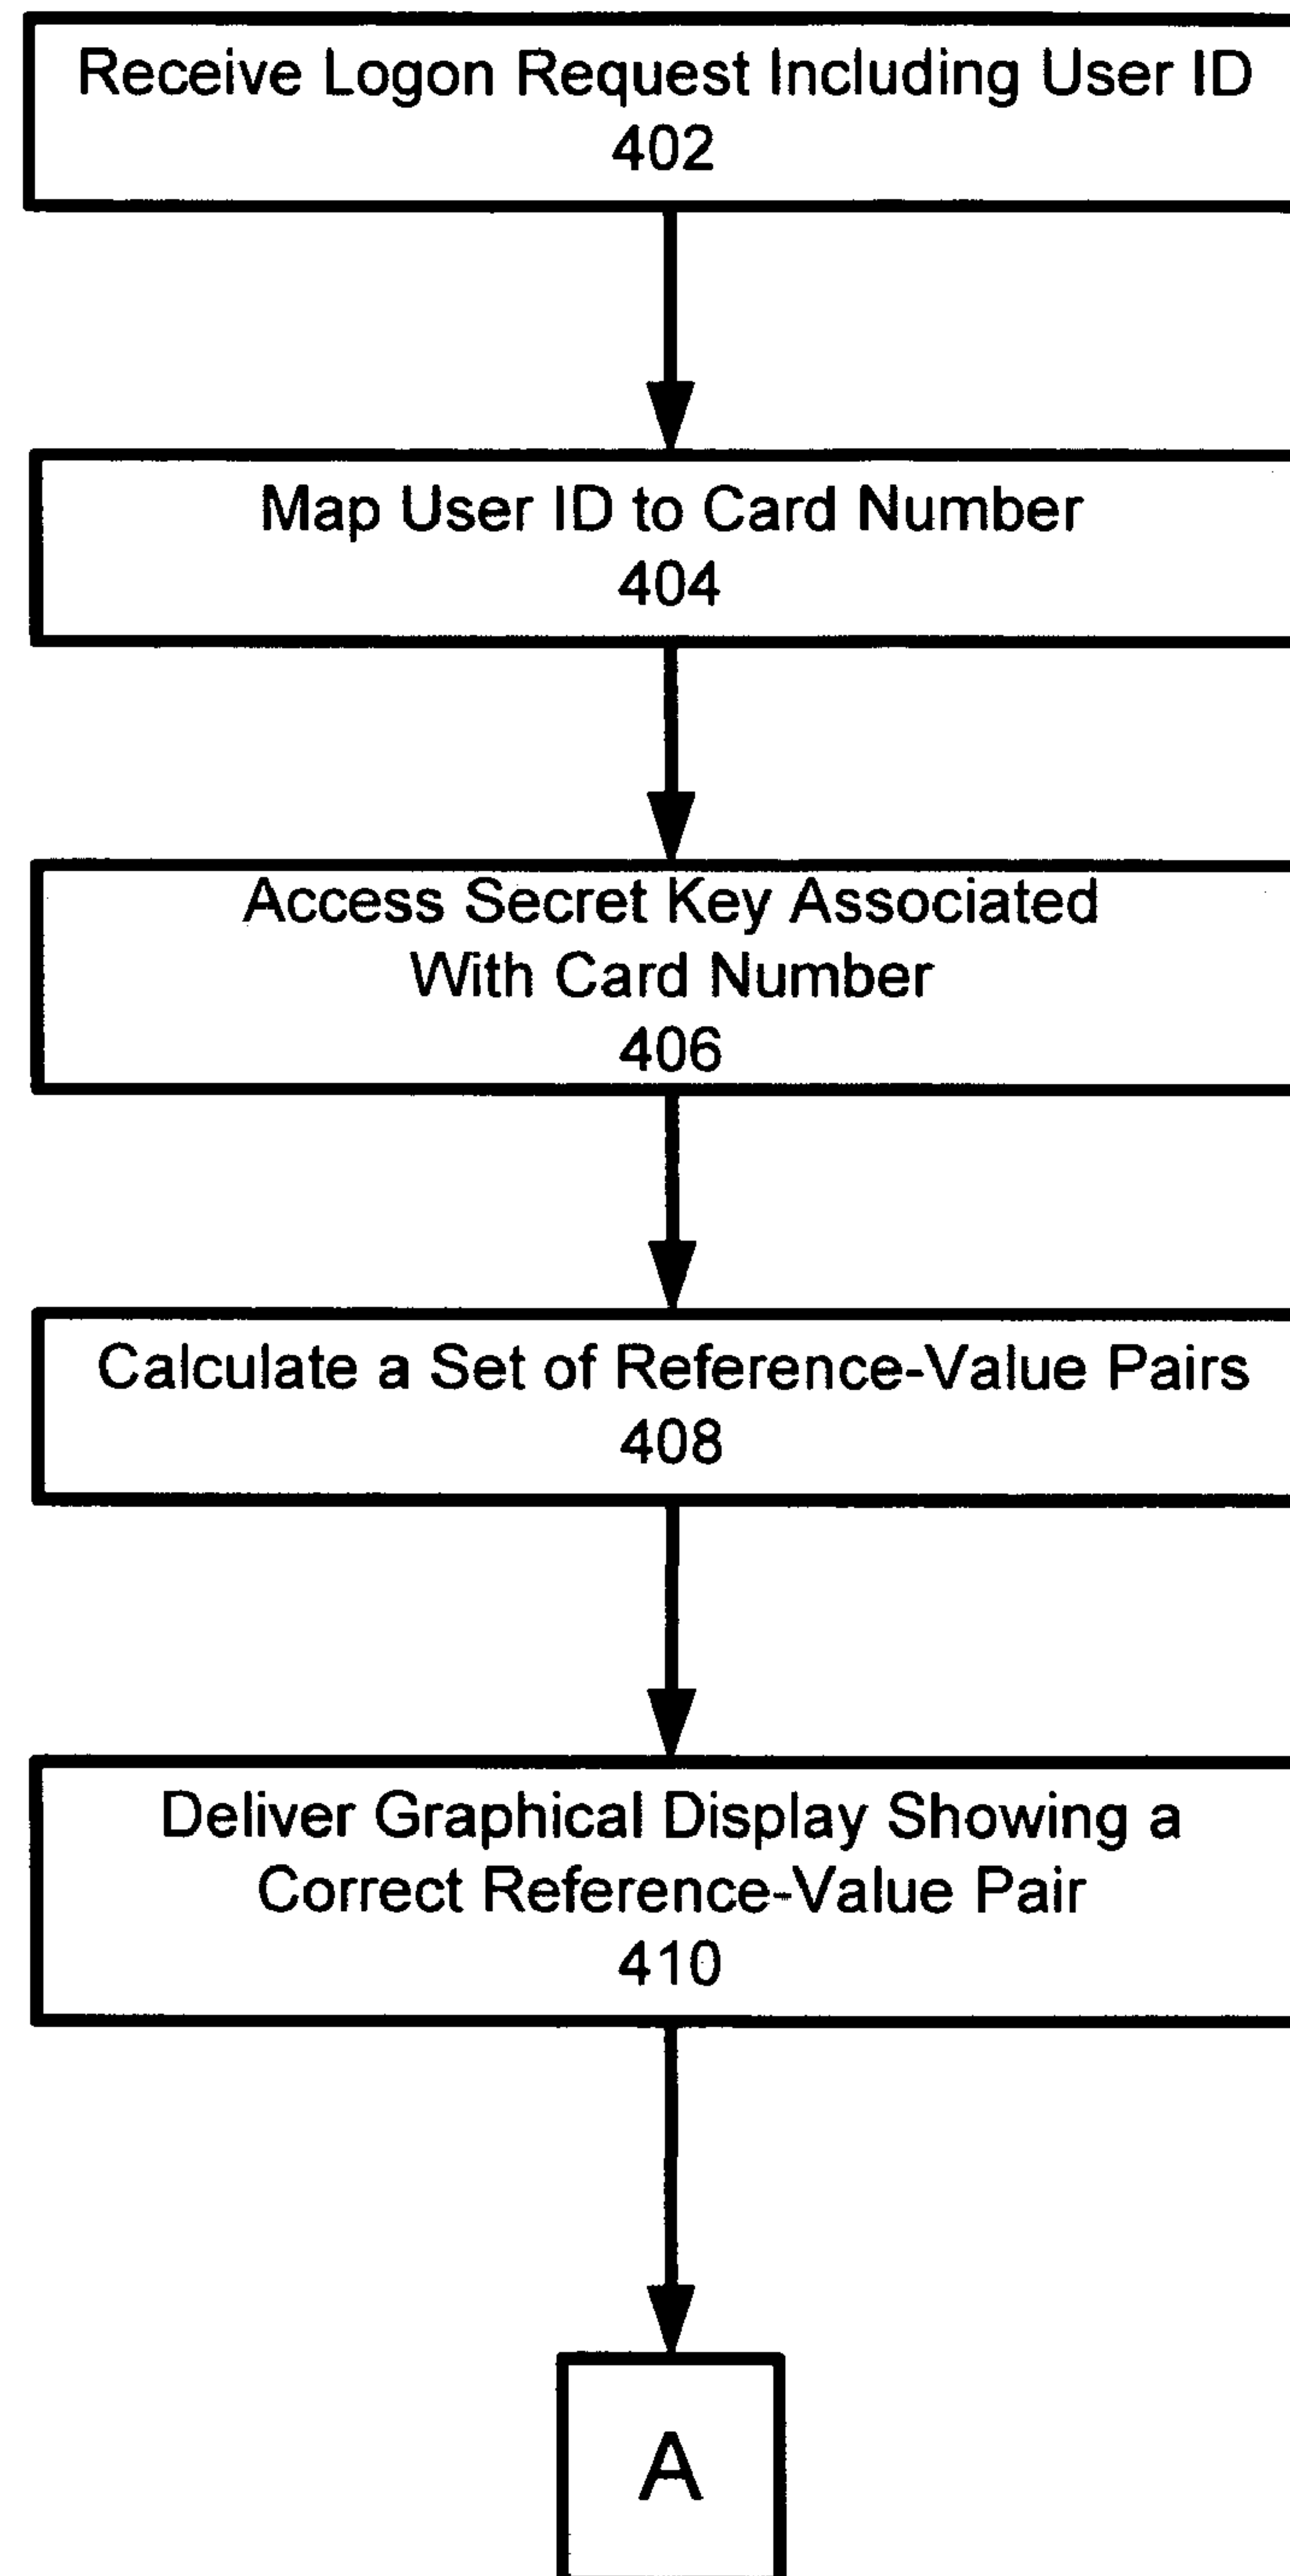 Receive Logon Request Including User ID
402
Map User ID to Card Number
404
Access Secret Key Associated
With Card Number
406
Calculate a Set of Reference-Value Pairs
408
Deliver Graphical Display Showing a
Correct Reference-Value Pair
410
A